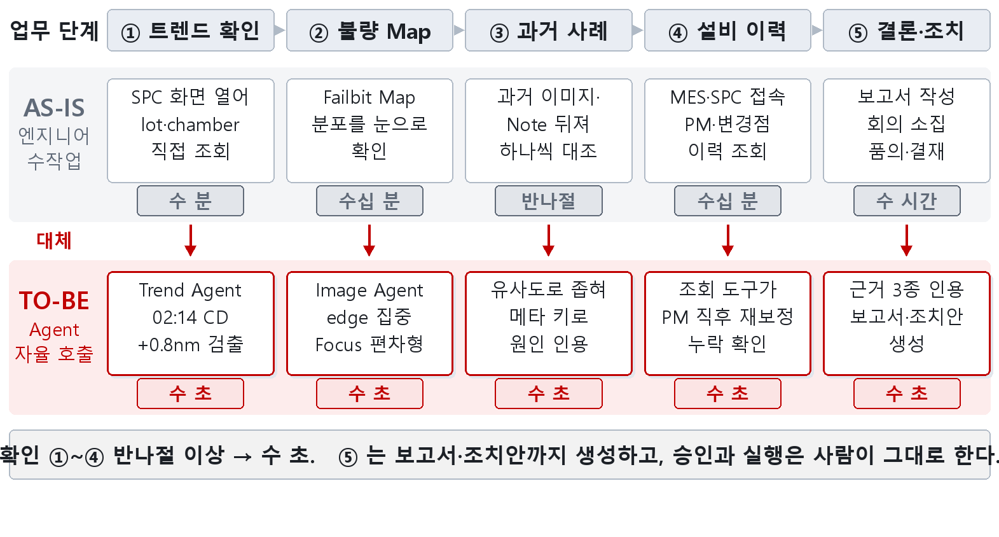 업무 단계
① 트렌드 확인
② 불량 Map
③ 과거 사례
④ 설비 이력
⑤ 결론·조치
AS-IS
엔지니어
수작업
SPC 화면 열어
lot·chamber
직접 조회
수 분
Failbit Map
분포를 눈으로
확인
수십 분
과거 이미지·
Note 뒤져
하나씩 대조
반나절
MES·SPC 접속
PM·변경점
이력 조회
수십 분
보고서 작성
회의 소집
품의·결재
수 시간
대체
TO-BE
Agent
자율 호출
Trend Agent
02:14 CD
+0.8nm 검출
수 초
Image Agent
edge 집중
Focus 편차형
수 초
유사도로 좁혀
메타 키로
원인 인용
수 초
조회 도구가
PM 직후 재보정
누락 확인
수 초
근거 3종 인용
보고서·조치안
생성
수 초
확인 ①~④ 반나절 이상 → 수 초. ⑤ 는 보고서·조치안까지 생성하고, 승인과 실행은 사람이 그대로 한다.